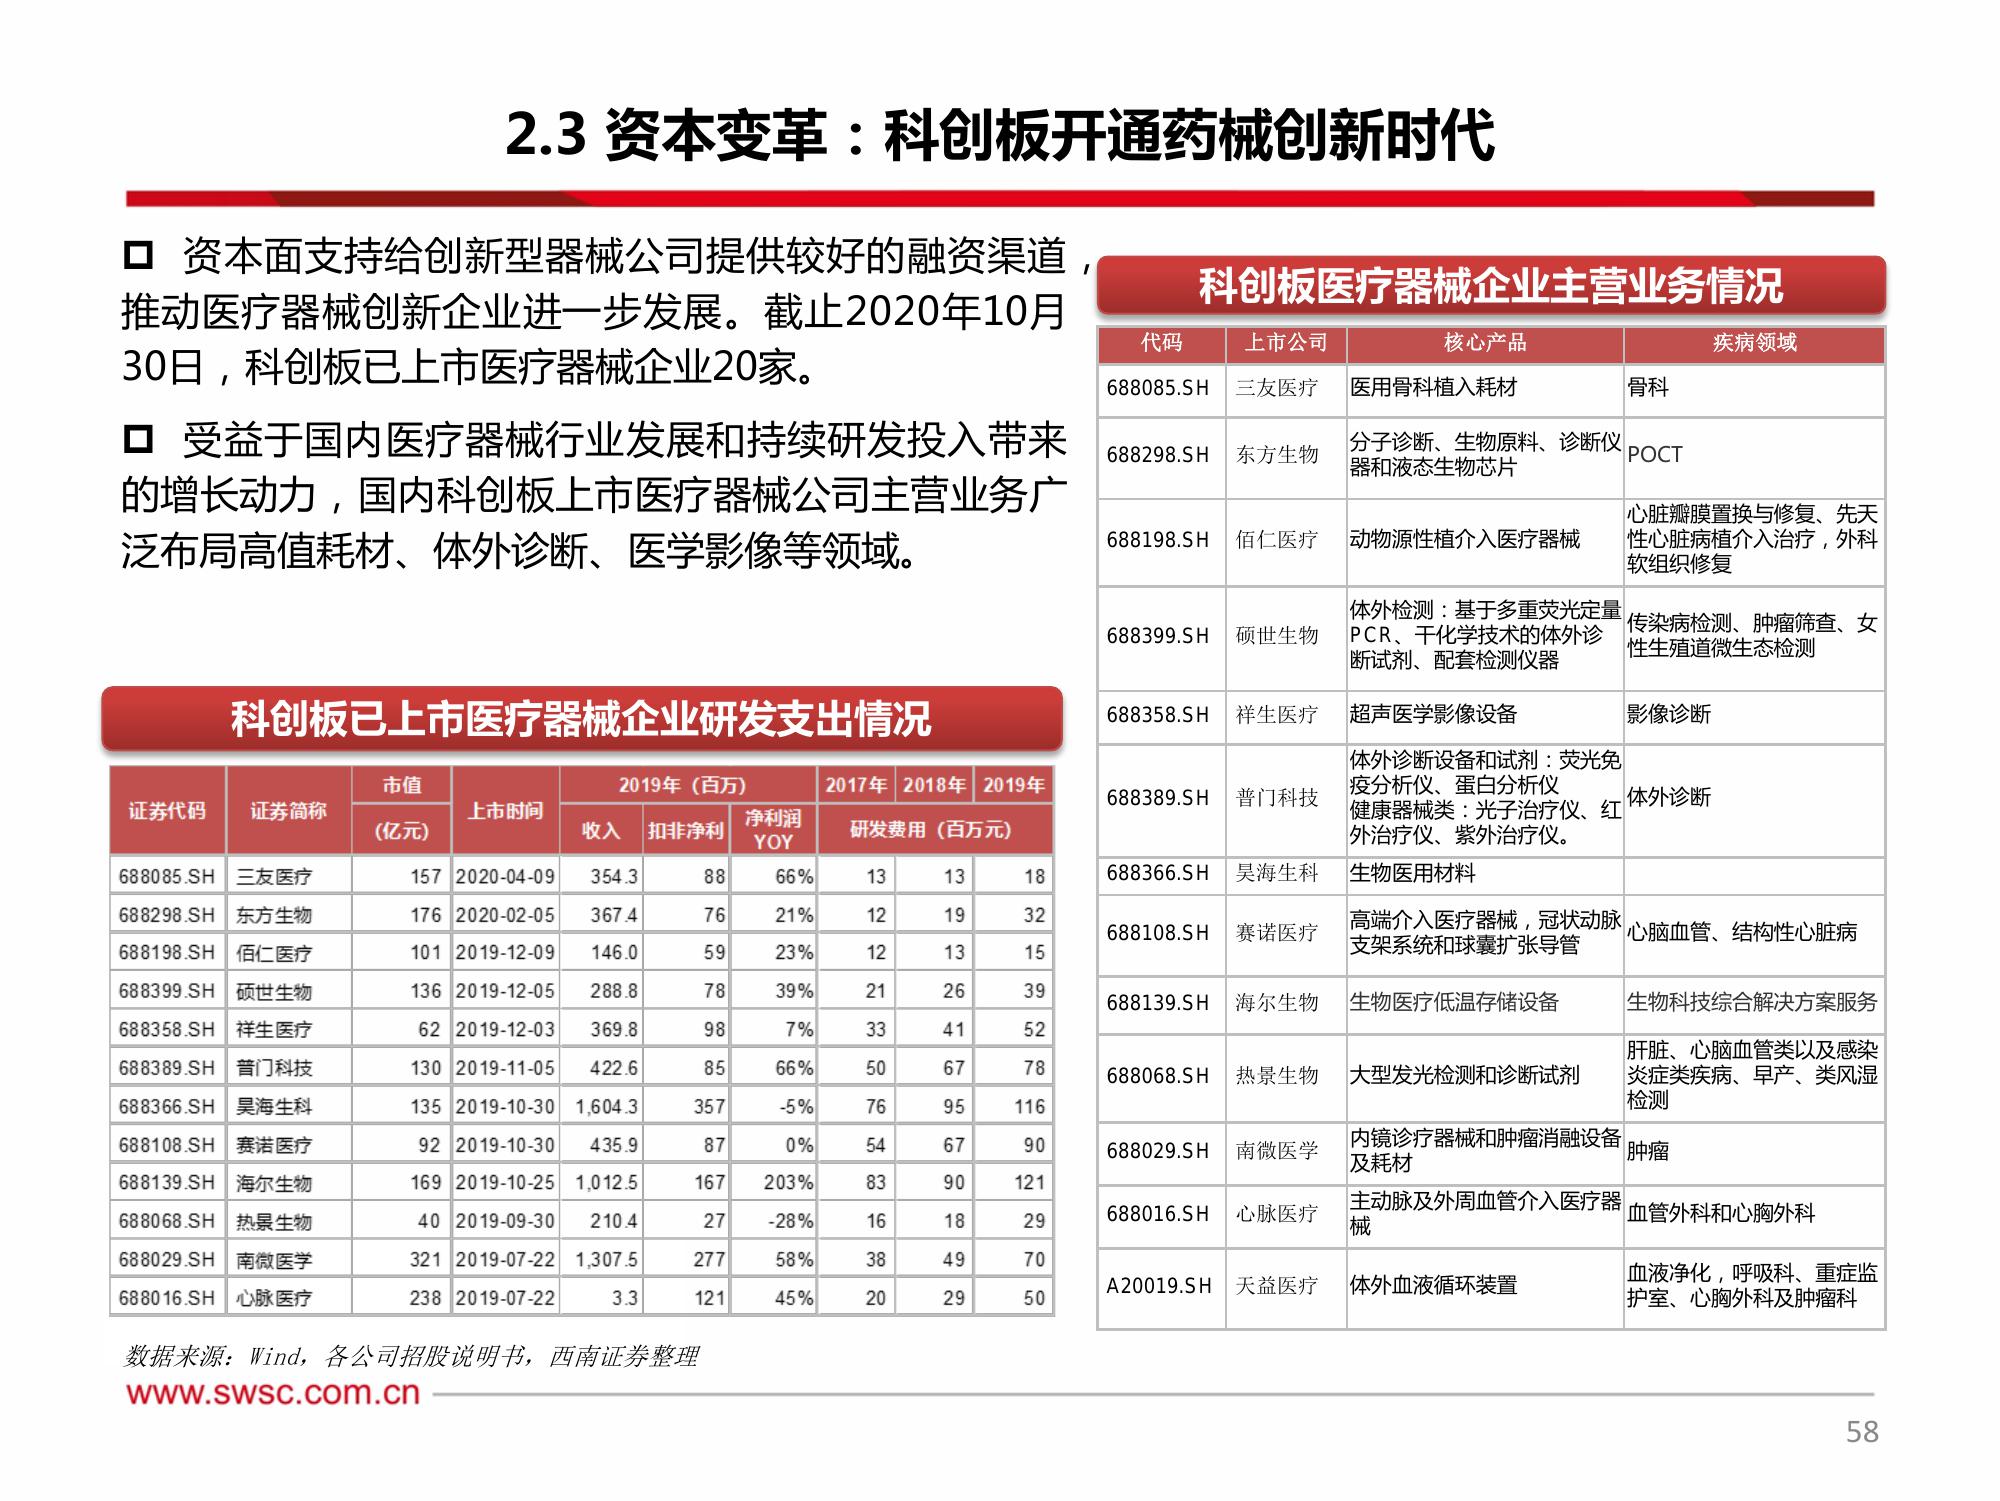 2.3 资本变革：科创板开通药械创新时代
资本面支持给创新型器械公司提供较好的融资渠道，
推动医疗器械创新企业进一步发展。截止2020年10月
30日，科创板已上市医疗器械企业20家。
受益于国内医疗器械行业发展和持续研发投入带来
的增长动力，国内科创板上市医疗器械公司主营业务广
泛布局高值耗材、体外诊断、医学影像等领域。
科创板已上市医疗器械企业研发支出情况
证券代码 证券简称 市值 上市时间 2019年（百万） 2017年 2018年 2019年
（亿元） 收入 扣非净利 净利润 研发费用（百万元）
YOY
688085.SH 三友医疗 157 2020-04-09 354.3 88 66% 13 13 18
688298.SH 东方生物 176 2020-02-05 367.4 76 21% 12 19 32
688198.SH 佰仁医疗 101 2019-12-09 146.0 59 23% 12 13 15
688399.SH 硕世生物 136 2019-12-05 288.8 78 39% 21 26 39
688358.SH 祥生医疗 62 2019-12-03 369.8 98 7% 33 41 52
688389.SH 普门科技 130 2019-11-05 422.6 85 66% 50 67 78
688366.SH 昊海生科 135 2019-10-30 1,604.3 357 -5% 76 95 116
688108.SH 赛诺医疗 92 2019-10-30 435.9 87 0% 54 67 90
688139.SH 海尔生物 169 2019-10-25 1,012.5 167 203% 83 90 121
688068.SH 热景生物 40 2019-09-30 210.4 27 -28% 16 18 29
688029.SH 南微医学 321 2019-07-22 1,307.5 277 58% 38 49 70
688016.SH 心脉医疗 238 2019-07-22 3.3 121 45% 20 29 50
科创板医疗器械企业主营业务情况
代码 上市公司 核心产品 疾病领域
688085.SH 三友医疗 医用骨科植入耗材 骨科
688298.SH 东方生物 分子诊断、生物原料、诊断仪
器和液态生物芯片 POCT
688198.SH 佰仁医疗 动物源性植介入医疗器械 心脏瓣膜置换与修复、先天
性心脏病植介入治疗，外科
软组织修复
688399.SH 硕世生物 体外检测：基于多重荧光定量
PCR、干化学技术的体外诊
断试剂、配套检测仪器 传染病检测、肿瘤筛查、女
性生殖道微生态检测
688358.SH 祥生医疗 超声医学影像设备 影像诊断
688389.SH 普门科技 体外诊断设备和试剂：荧光免
疫分析仪、蛋白分析仪
健康器械类：光子治疗仪、红
外治疗仪、紫外治疗仪。 体外诊断
688366.SH 昊海生科 生物医用材料
688108.SH 赛诺医疗 高端介入医疗器械，冠状动脉
支架系统和球囊扩张导管 心脑血管、结构性心脏病
688139.SH 海尔生物 生物医疗低温存储设备 生物科技综合解决方案服务
688068.SH 热景生物 大型发光检测和诊断试剂 肝脏、心脑血管类以及感染
炎症类疾病、早产、类风湿
检测
688029.SH 南微医学 内镜诊疗器械和肿瘤消融设备
及耗材 肿瘤
688016.SH 心脉医疗 主动脉及外周血管介入医疗器
械 血管外科和心胸外科
A20019.SH 天益医疗 体外血液循环装置 血液净化，呼吸科、重症监
护室、心胸外科及肿瘤科
数据来源：Wind，各公司招股说明书，西南证券整理
www.swsc.com.cn
58